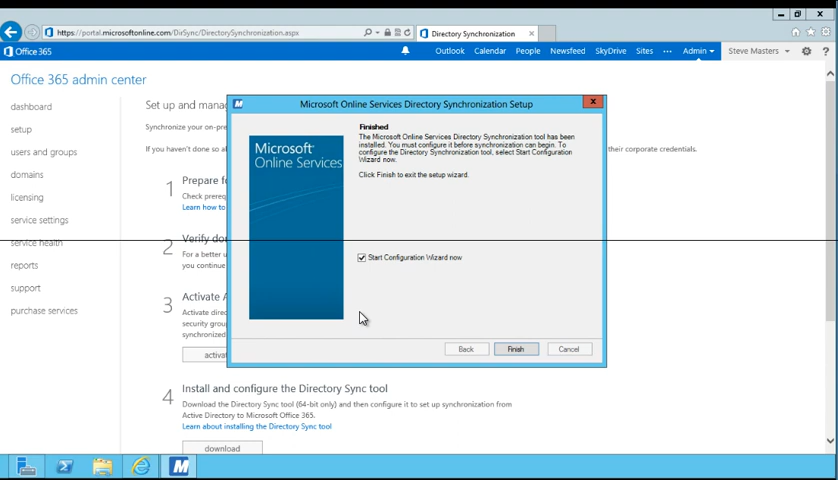 https://portal.microsoftonline.com/DirSync/DirectorySynchronization.aspx
Directory Synchronization
Office 365
Outlook Calendar People Newsfeed SkyDrive Sites ... Admin Steve Masters ?
Office 365 admin center
dashboard
setup
users and groups
domains
licensing
service settings
service health
reports
support
purchase services
Set up and mana
Synchronize your on-pre
If you haven't done so al
their corporate credentials.
1 Prepare fo
Check prereq
Learn how to
2 Verify do
For a better u
you continue
3 Activate A
Activate direc
security group
synchronized
activat
4 Install and configure the Directory Sync tool
Download the Directory Sync tool (64-bit only) and then configure it to set up synchronization from
Active Directory to Microsoft Office 365.
Learn about installing the Directory Sync tool
download
Microsoft Online Services Directory Synchronization Setup
Microsoft
Online Services
Finished
The Microsoft Online Services Directory Synchronization tool has been
installed. You must configure it before synchronization can begin. To
configure the Directory Synchronization tool, select Start Configuration
Wizard now.
Click Finish to exit the setup wizard.
Start Configuration Wizard now
Back Finish Cancel